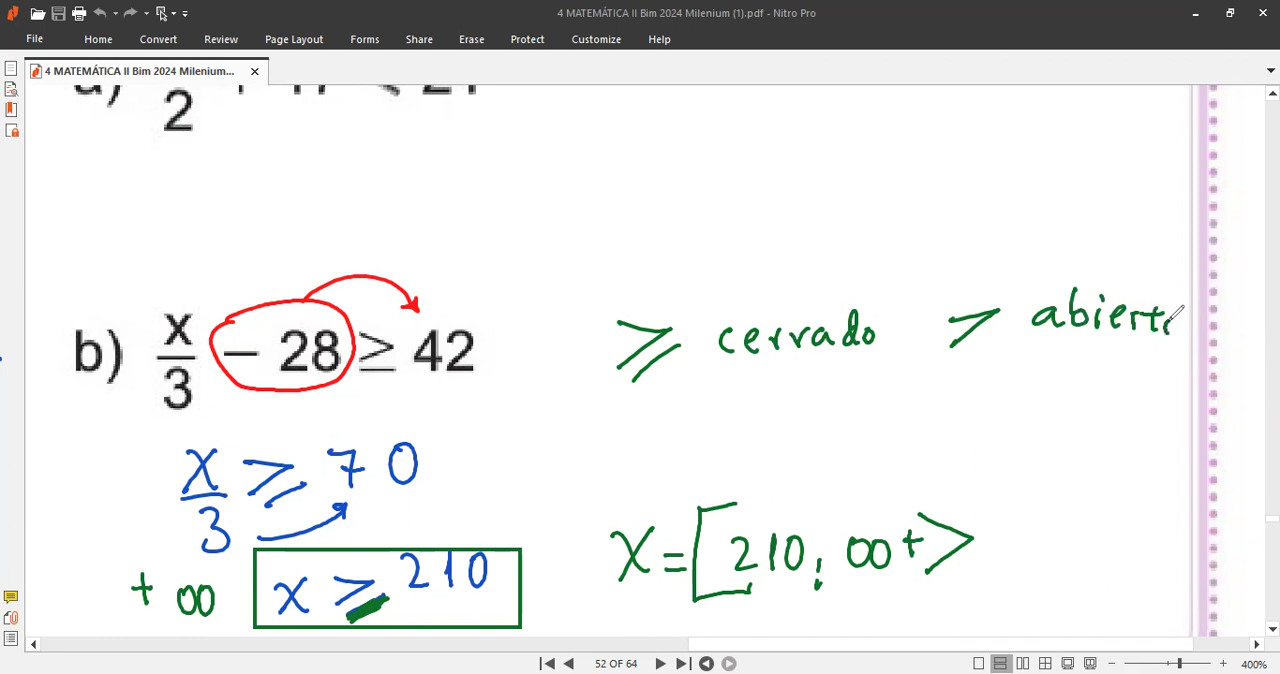 4 MATEMÁTICA II Bim 2024 Milenium (1).pdf - Nitro Pro
File Home Convert Review Page Layout Forms Share Erase Protect Customize Help
4 MATEMÁTICA II Bim 2024 Milenium...
2
b) x/3 - 28 ≥ 42
≥ cerrado > abiert
x/3 ≥ 70
x = [210, ∞+>
+ ∞ x ≥ 210
52 OF 64
400%